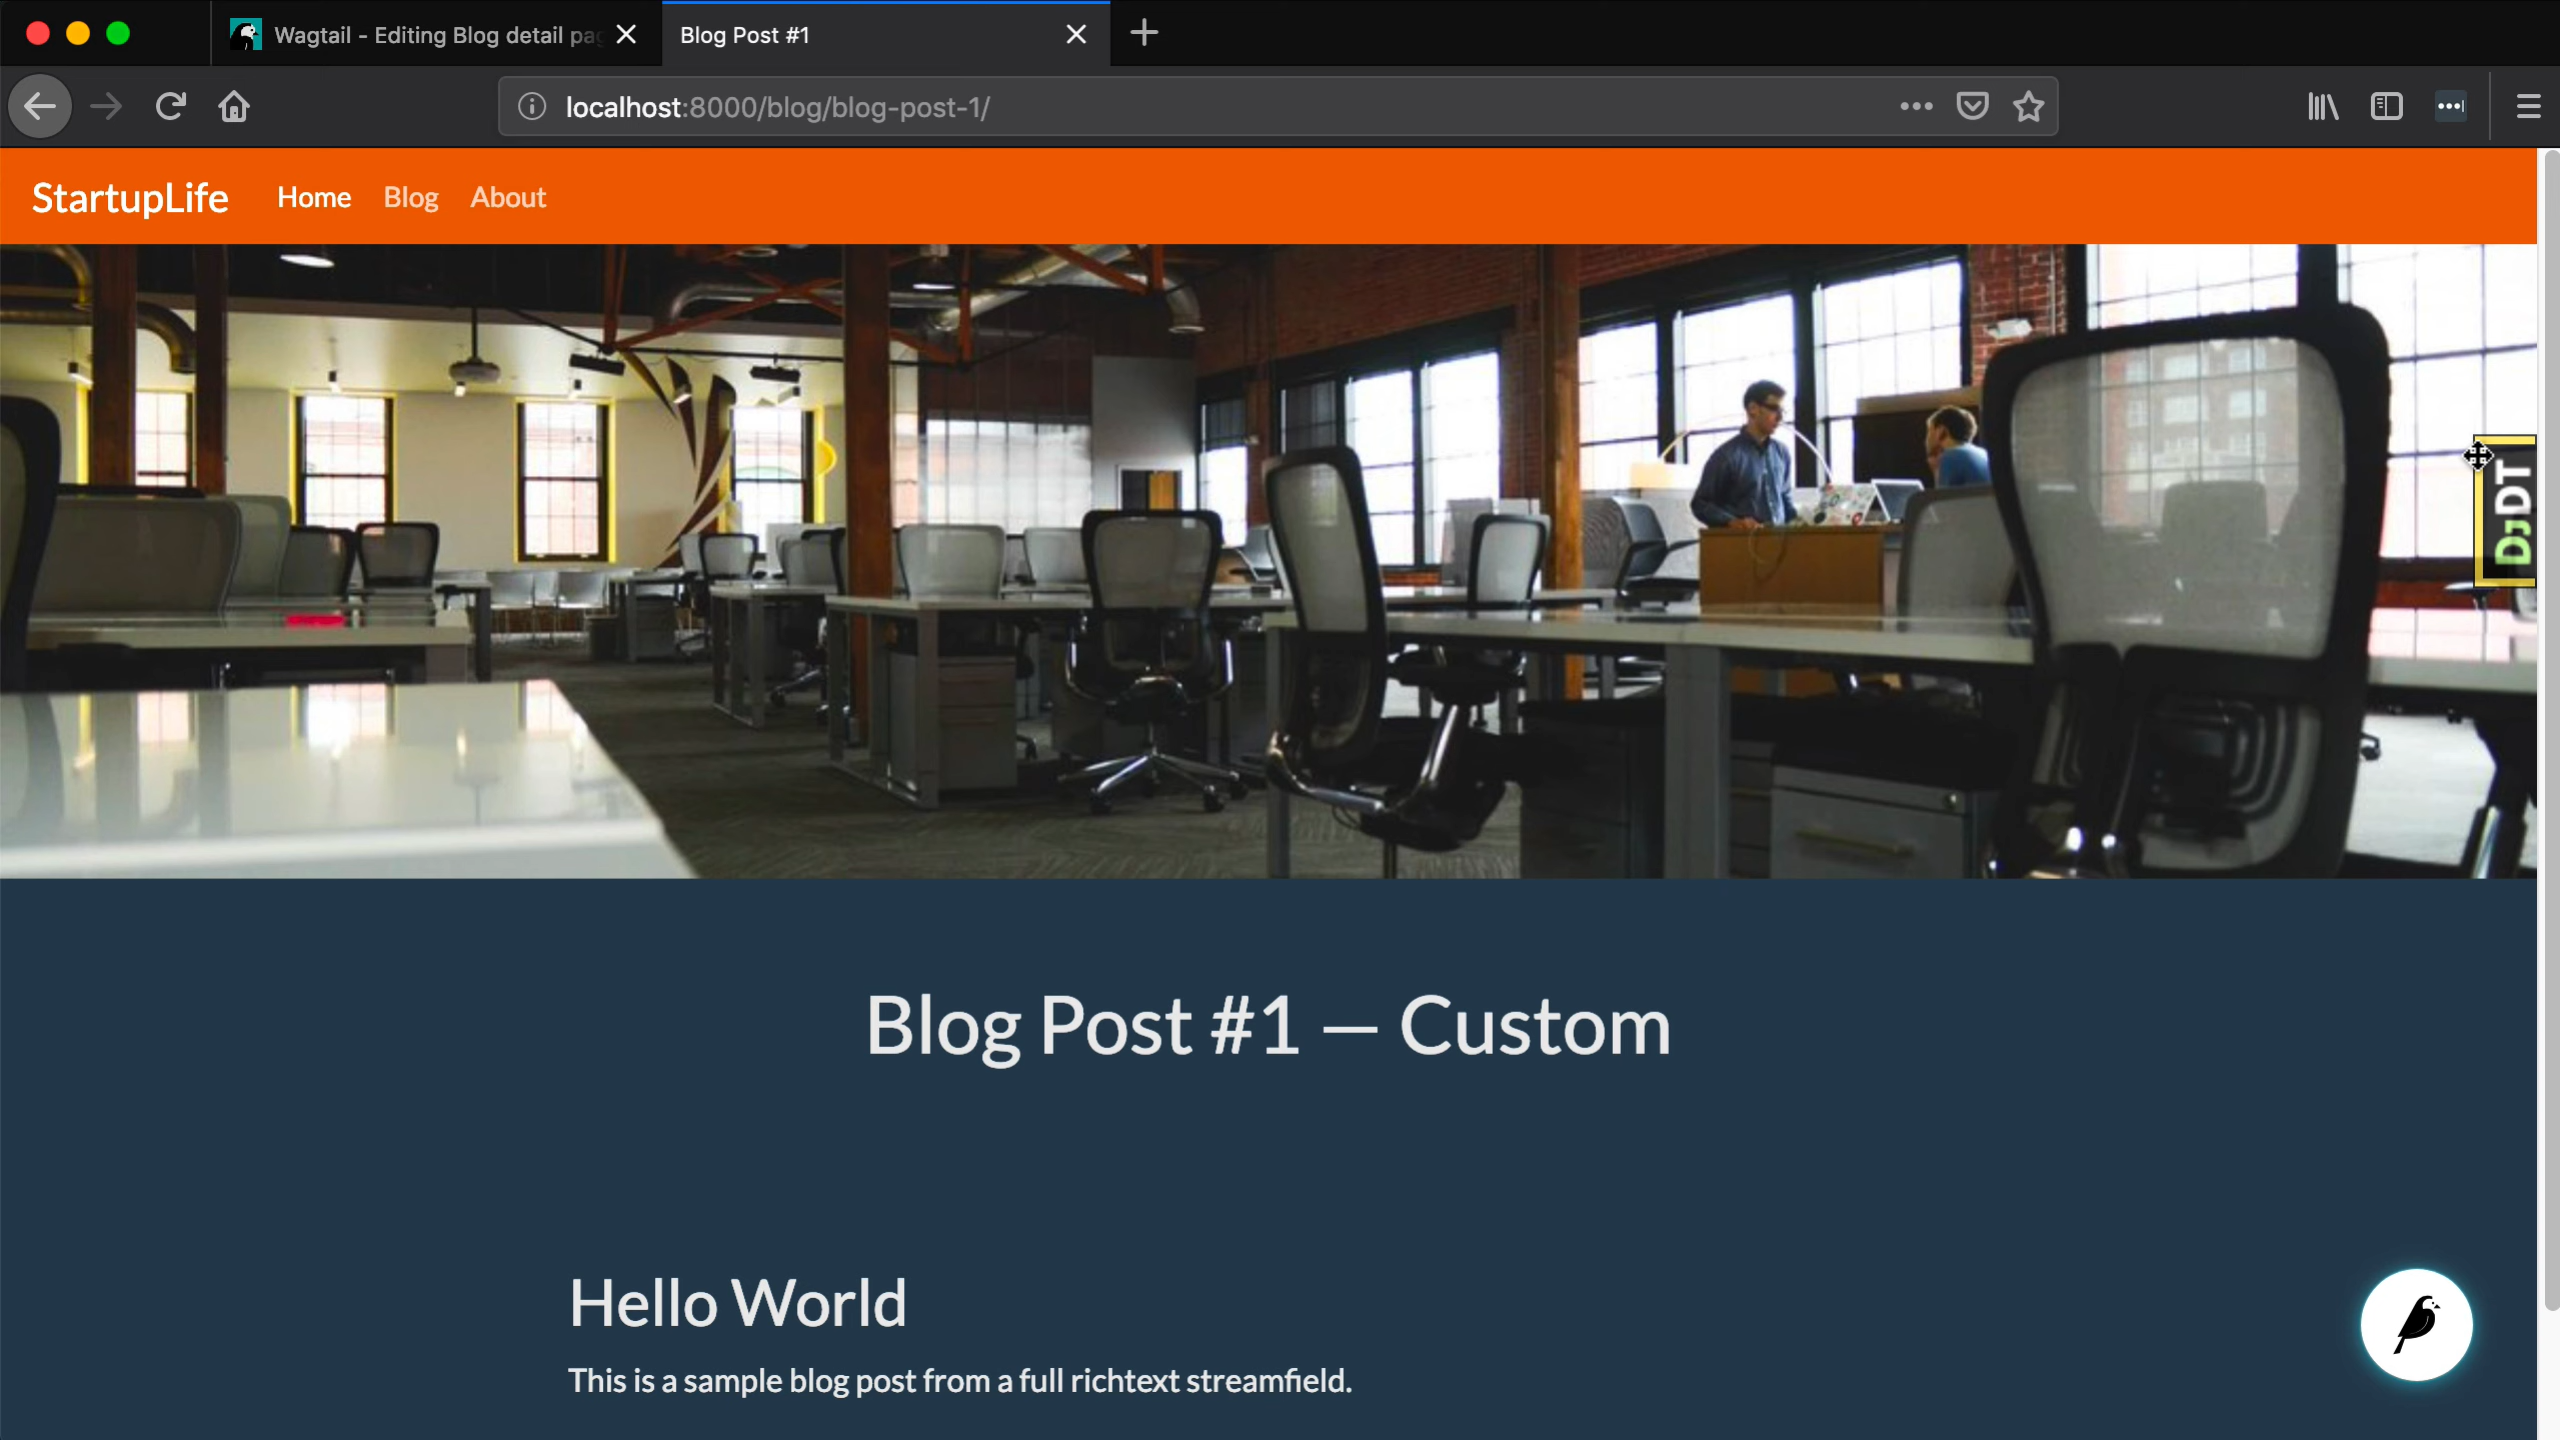 Wagtail - Editing Blog detail pag
Blog Post #1
localhost:8000/blog/blog-post-1/
StartupLife Home Blog About
DJDT
Blog Post #1 — Custom
Hello World
This is a sample blog post from a full richtext streamfield.